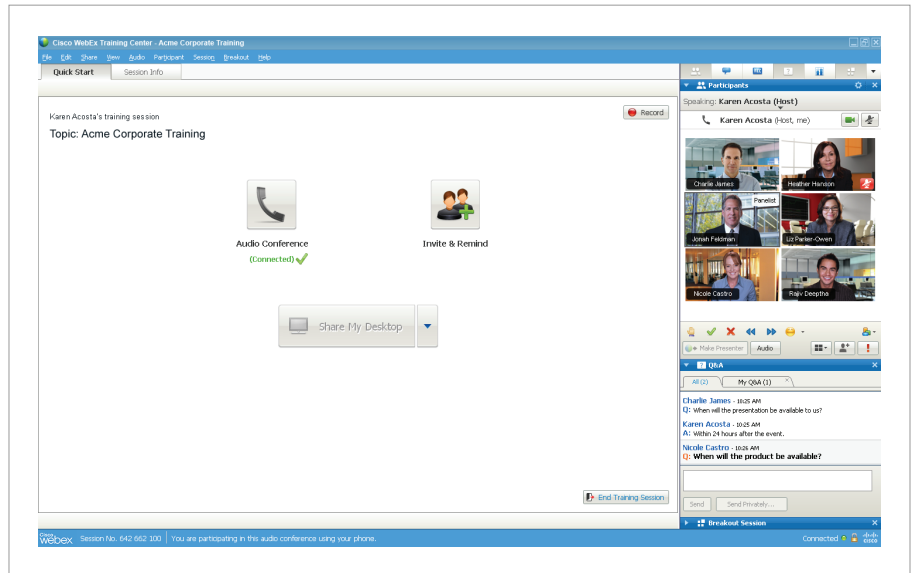 Cisco WebEx Training Center - Acme Corporate Training
File Edit Share View Audio Participant Session Breakout Help
Quick Start Session Info
Participants
Speaking: Karen Acosta (Host)
Karen Acosta's training session
Record
Karen Acosta (Host, me)
Topic: Acme Corporate Training
Charlie James
Heather Hanson
Panelist
Jonah Feldman
Liz Parker-Owen
Nicole Castro
Rajiv Deeptha
Audio Conference
Invite & Remind
(Connected)
Share My Desktop
Make Presenter Audio
Q&A
All (2) My Q&A (1)
Charlie James - 10:25 AM
Q: When will the presentation be available to us?
Karen Acosta - 10:25 AM
A: Within 24 hours after the event.
Nicole Castro - 10:26 AM
Q: When will the product be available?
End Training Session
Send Send Privately...
Breakout Session
Cisco webex Session No. 642 662 100 You are participating in this audio conference using your phone.
Connected
CISCO